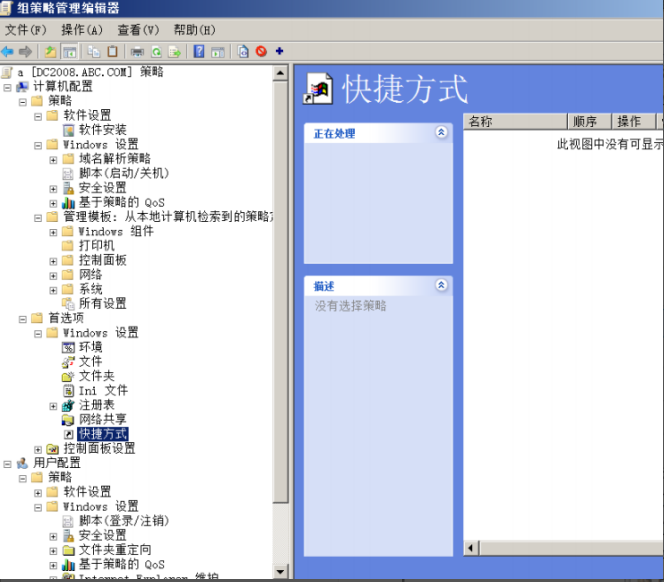 组策略管理编辑器
文件(F) 操作(A) 查看(V) 帮助(H)
a [DC2008.ABC.COM] 策略
计算机配置
策略
软件设置
软件安装
Windows 设置
域名解析策略
脚本(启动/关机)
安全设置
基于策略的 QoS
管理模板: 从本地计算机检索到的策略
Windows 组件
打印机
控制面板
网络
系统
所有设置
首选项
Windows 设置
环境
文件
文件夹
Ini 文件
注册表
网络共享
快捷方式
控制面板设置
用户配置
策略
软件设置
Windows 设置
脚本(登录/注销)
安全设置
文件夹重定向
基于策略的 QoS
Internet Explorer 维护
快捷方式
正在处理
描述
没有选择策略
名称 顺序 操作
此视图中没有可显示